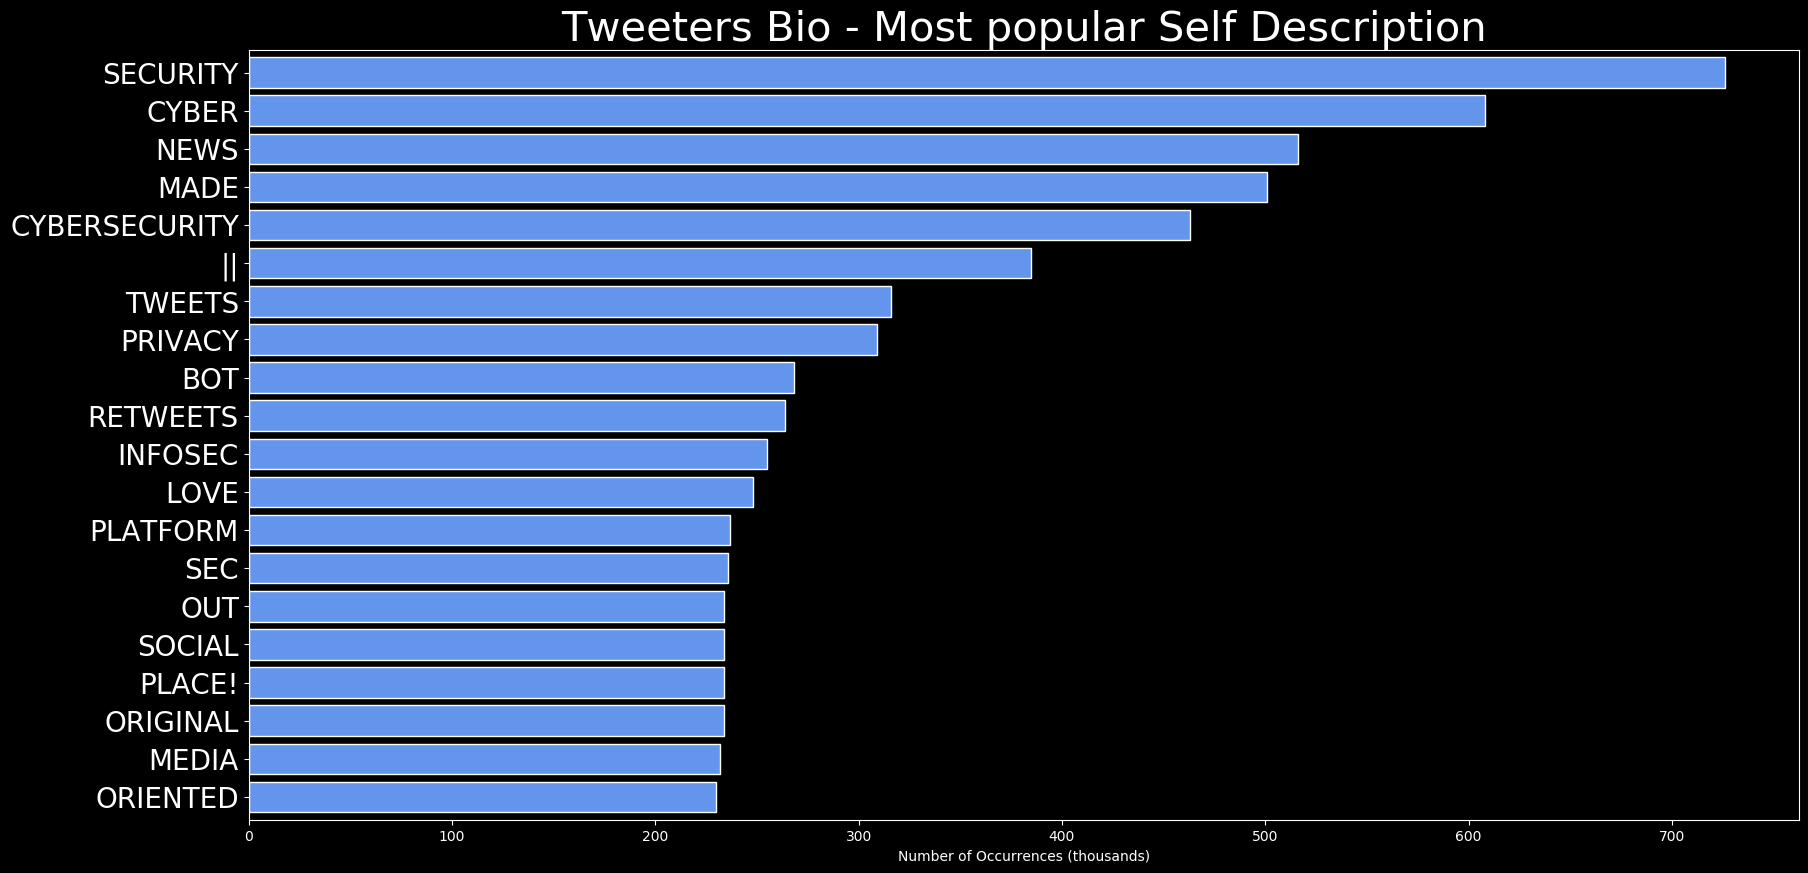 Tweeters Bio - Most popular Self Description
SECURITY
CYBER
NEWS
MADE
CYBERSECURITY
||
TWEETS
PRIVACY
BOT
RETWEETS
INFOSEC
LOVE
PLATFORM
SEC
OUT
SOCIAL
PLACE!
ORIGINAL
MEDIA
ORIENTED
0 100 200 300 400 500 600 700
Number of Occurrences (thousands)